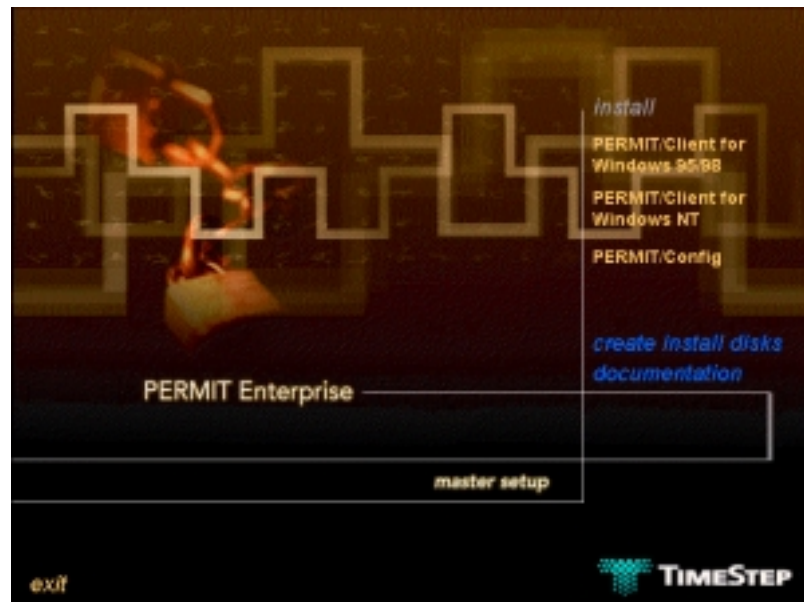 install
PERMIT/Client for
Windows 95/98
PERMIT/Client for
Windows NT
PERMIT/Config
create install disks
documentation
PERMIT Enterprise
master setup
exit
TIMESTEP